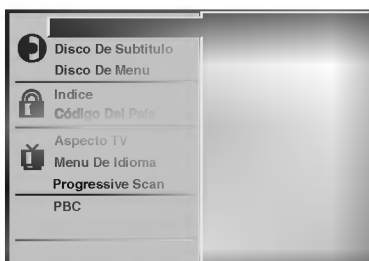 Disco De Subtitulo
Disco De Menu
Indice
Código Del País
Aspecto TV
Menu De Idioma
Progressive Scan
PBC